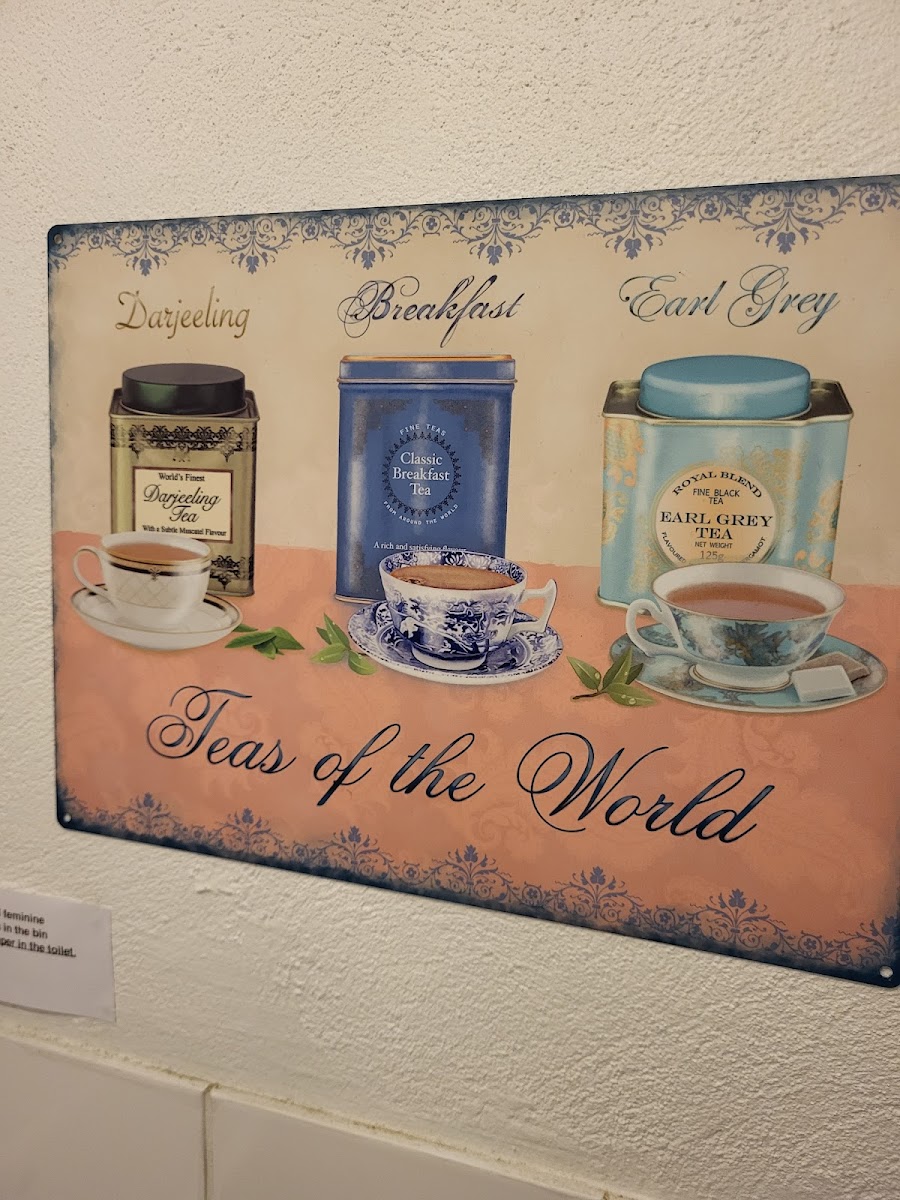 Darjeeling
Breakfast
Earl Grey
World's Finest
Darjeeling
Tea
With a Subtle Muscatel Flavour
FINE TEAS
Classic
Breakfast
Tea
FROM AROUND THE WORLD
A rich and satisfying
ROYAL BLEND
FINE BLACK
TEA
EARL GREY
TEA
NET WEIGHT
125g
Teas of the World
feminine
in the bin
in the toilet.